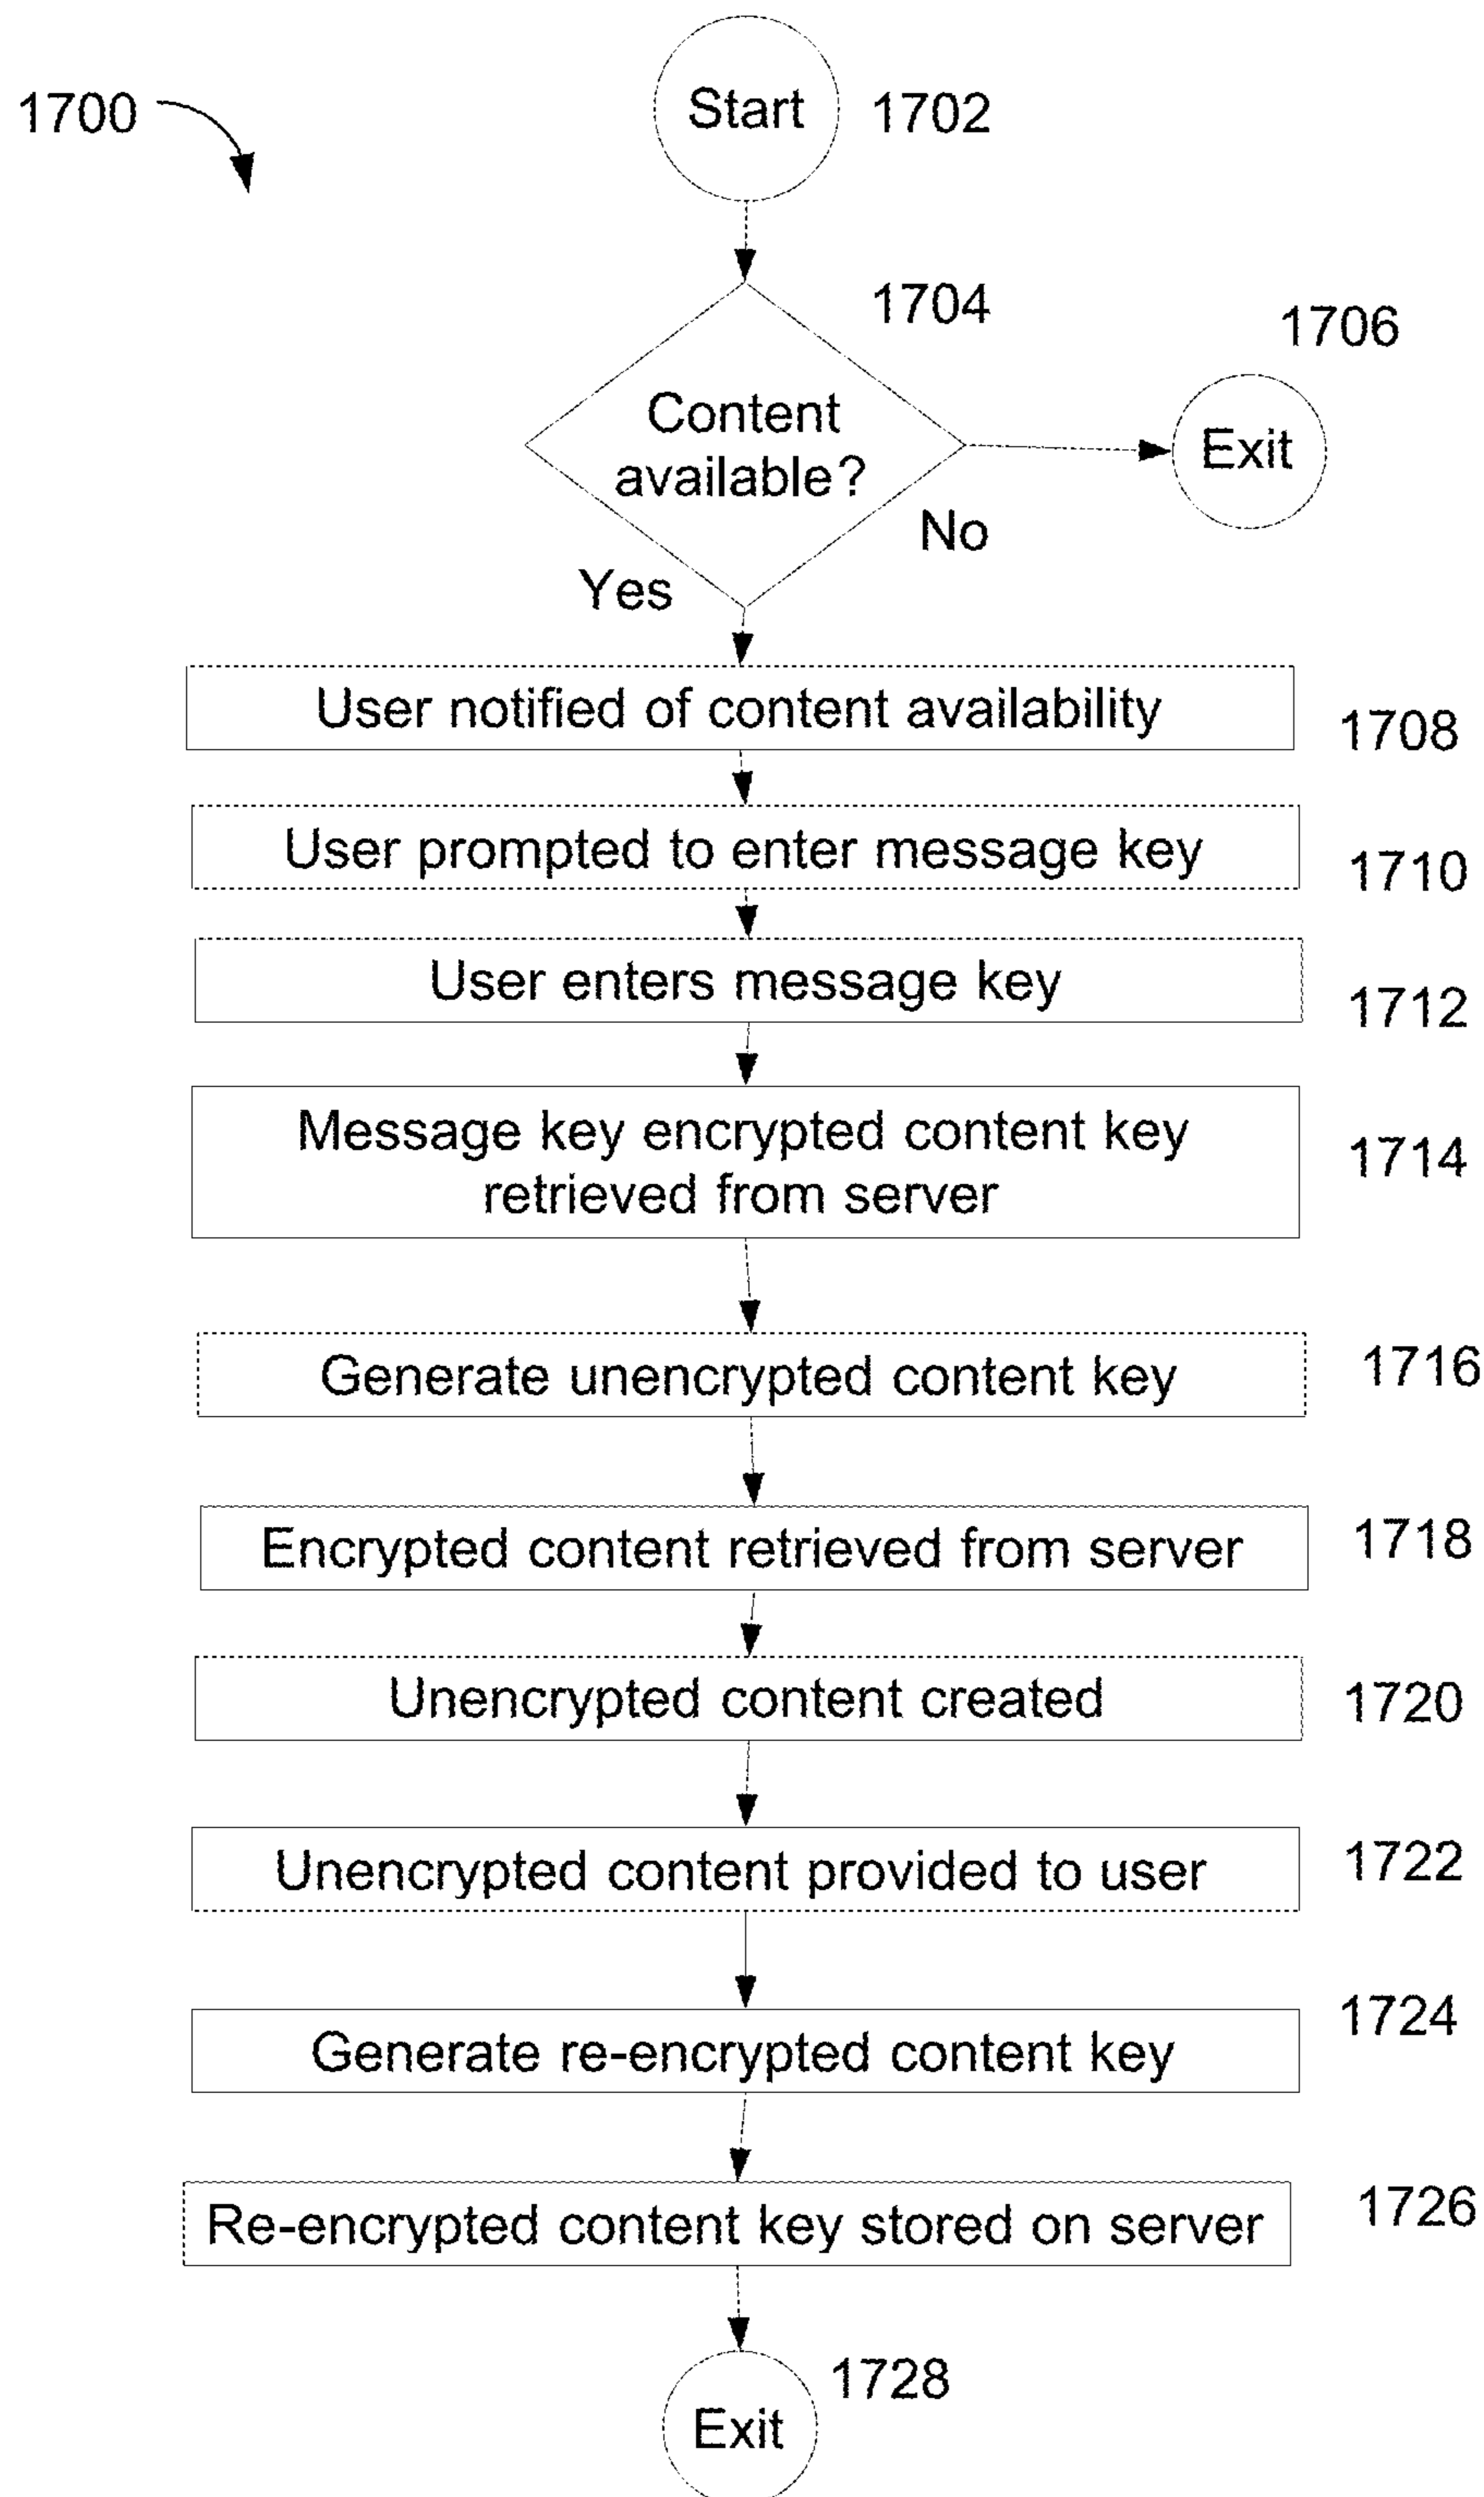 1700
Start
1702
1704
1706
Content
available?
Exit
No
Yes
User notified of content availability
1708
User prompted to enter message key
1710
User enters message key
1712
Message key encrypted content key
retrieved from server
1714
Generate unencrypted content key
1716
Encrypted content retrieved from server
1718
Unencrypted content created
1720
Unencrypted content provided to user
1722
Generate re-encrypted content key
1724
Re-encrypted content key stored on server
1726
1728
Exit